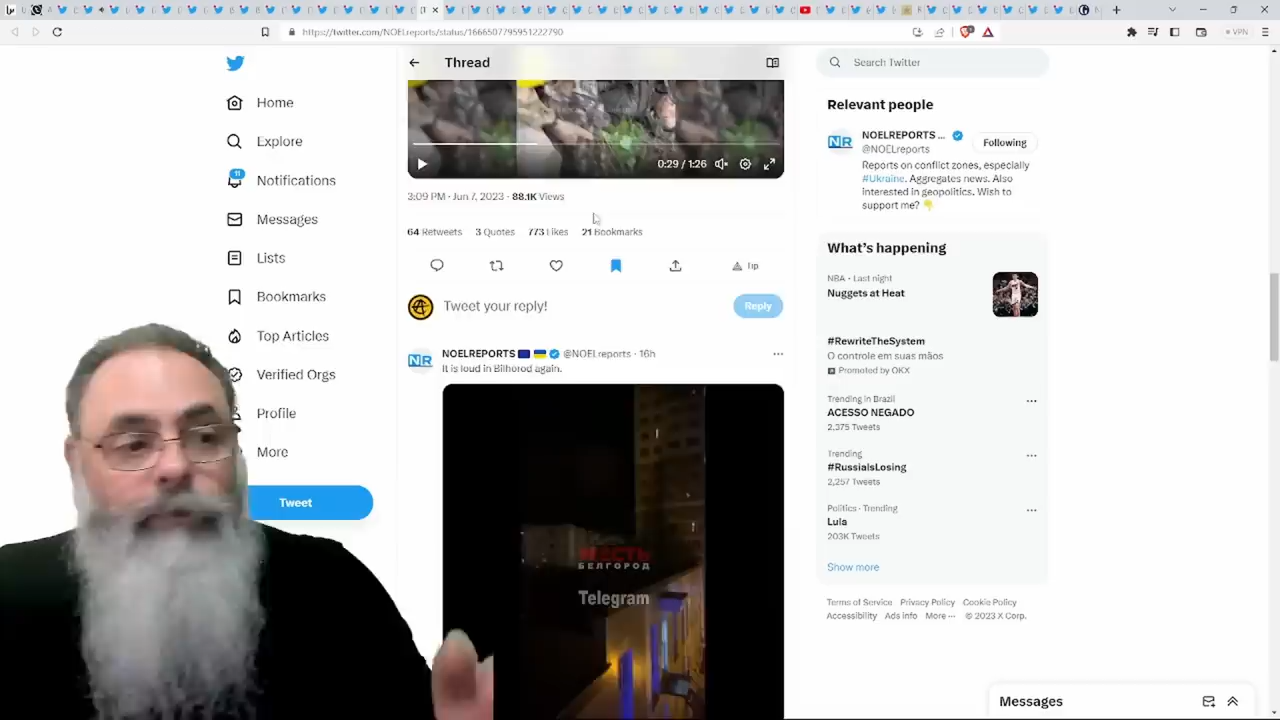 https://twitter.com/NOELreports/status/1666507795951222790
VPN
Home
Explore
11
Notifications
Messages
Lists
Bookmarks
Top Articles
Verified Orgs
Profile
More
Tweet
Thread
0:29 / 1:26
3:09 PM · Jun 7, 2023 · 88.1K Views
64 Retweets 3 Quotes 773 Likes 21 Bookmarks
Tip
Tweet your reply!
Reply
NR
NOELREPORTS @NOELreports · 16h
It is loud in Bilhorod again.
БЕЛГОРОД
Telegram
Search Twitter
Relevant people
NR
NOELREPORTS ...
@NOELreports
Following
Reports on conflict zones, especially
#Ukraine. Aggregates news. Also
interested in geopolitics. Wish to
support me?
What's happening
NBA · Last night
Nuggets at Heat
#RewriteTheSystem
O controle em suas mãos
Promoted by OKX
Trending in Brazil
ACESSO NEGADO
2,375 Tweets
Trending
#RussiaIsLosing
2,257 Tweets
Politics · Trending
Lula
203K Tweets
Show more
Terms of Service Privacy Policy Cookie Policy
Accessibility Ads info More ··· © 2023 X Corp.
Messages